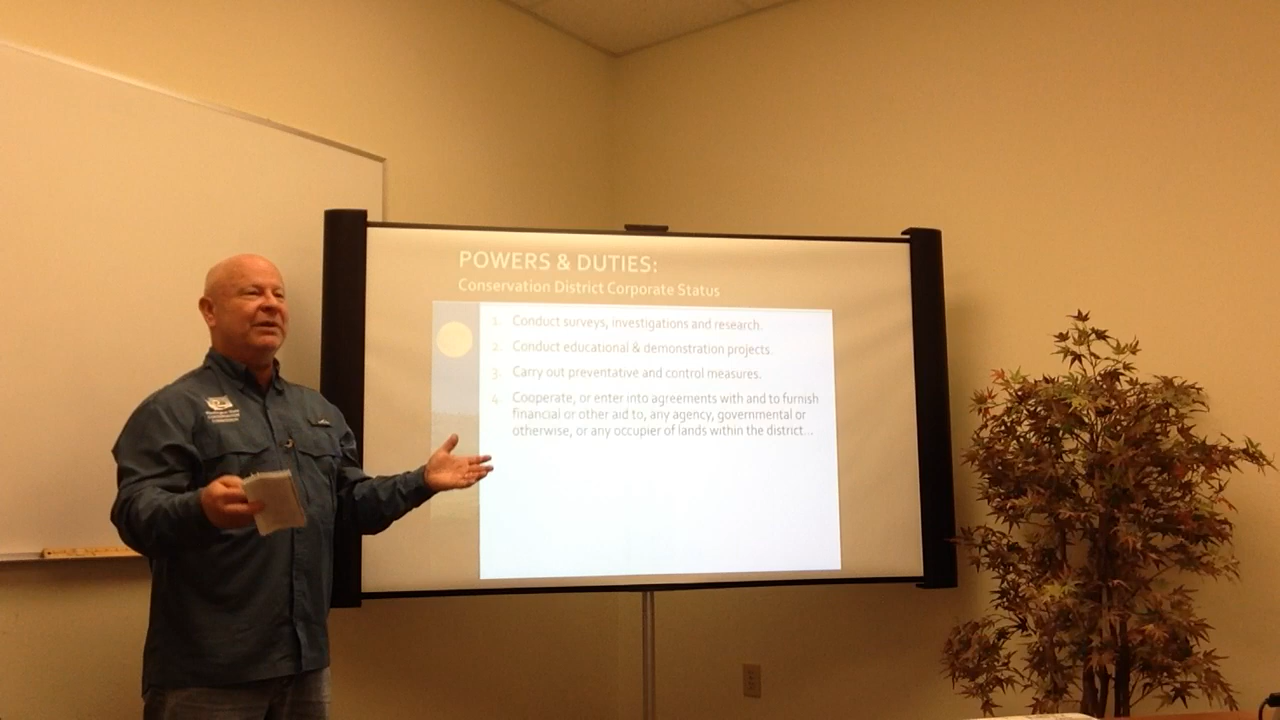 POWERS & DUTIES:
Conservation District Corporate Status
1. Conduct surveys, investigations and research.
2. Conduct educational & demonstration projects.
3. Carry out preventative and control measures.
4. Cooperate, or enter into agreements with and to furnish
financial or other aid to, any agency, governmental or
otherwise, or any occupier of lands within the district...